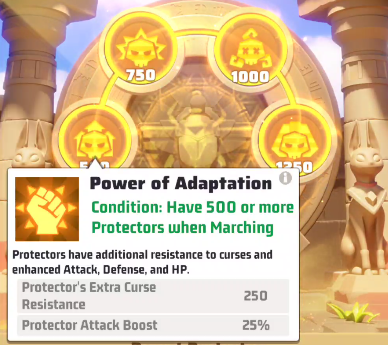 750
1000
1250
Power of Adaptation
Condition: Have 500 or more
Protectors when Marching
Protectors have additional resistance to curses and
enhanced Attack, Defense, and HP.
Protector's Extra Curse
Resistance
250
Protector Attack Boost
25%